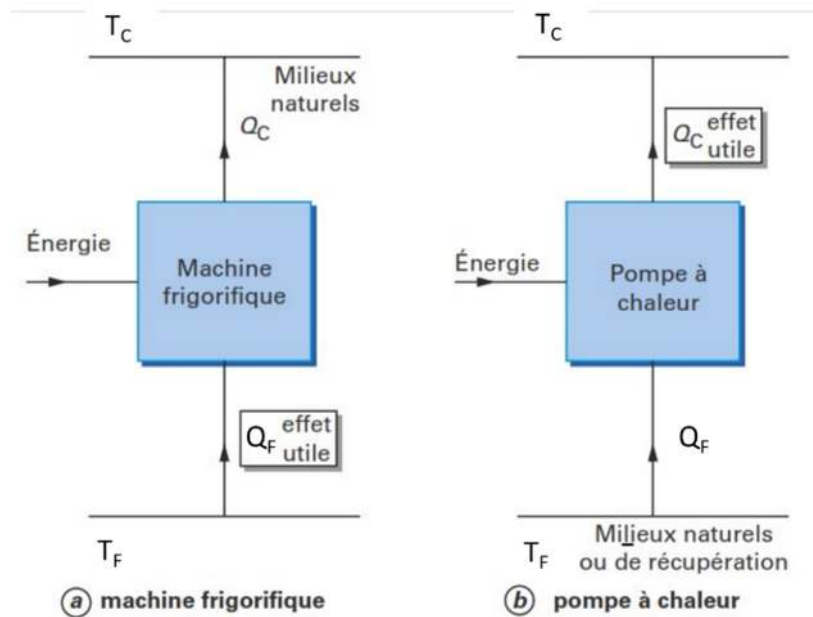 T_C
Milieux
naturels
Q_C
Énergie
Machine
frigorifique
Q_F effet
utile
T_F
ⓐ machine frigorifique
T_C
Q_C effet
utile
Énergie
Pompe à
chaleur
Q_F
T_F
Milieux naturels
ou de récupération
ⓑ pompe à chaleur